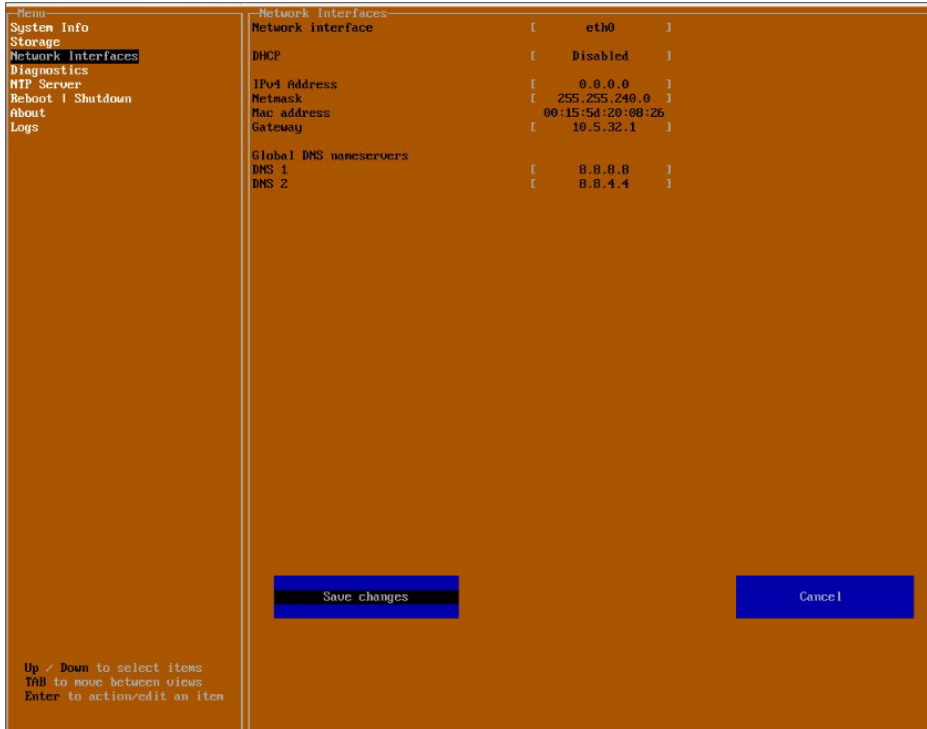 Menu
System Info
Storage
Network Interfaces
Diagnostics
NTP Server
Reboot | Shutdown
About
Logs
Up / Down to select items
TAB to move between views
Enter to action/edit an item
Network Interfaces
Network interface [ eth0 ]
DHCP [ Disabled ]
IPv4 Address [ 0.0.0.0 ]
Netmask [ 255.255.240.0 ]
Mac address 00:15:5d:20:08:26
Gateway [ 10.5.32.1 ]
Global DNS nameservers
DNS 1 [ 8.8.8.8 ]
DNS 2 [ 8.8.4.4 ]
Save changes
Cancel